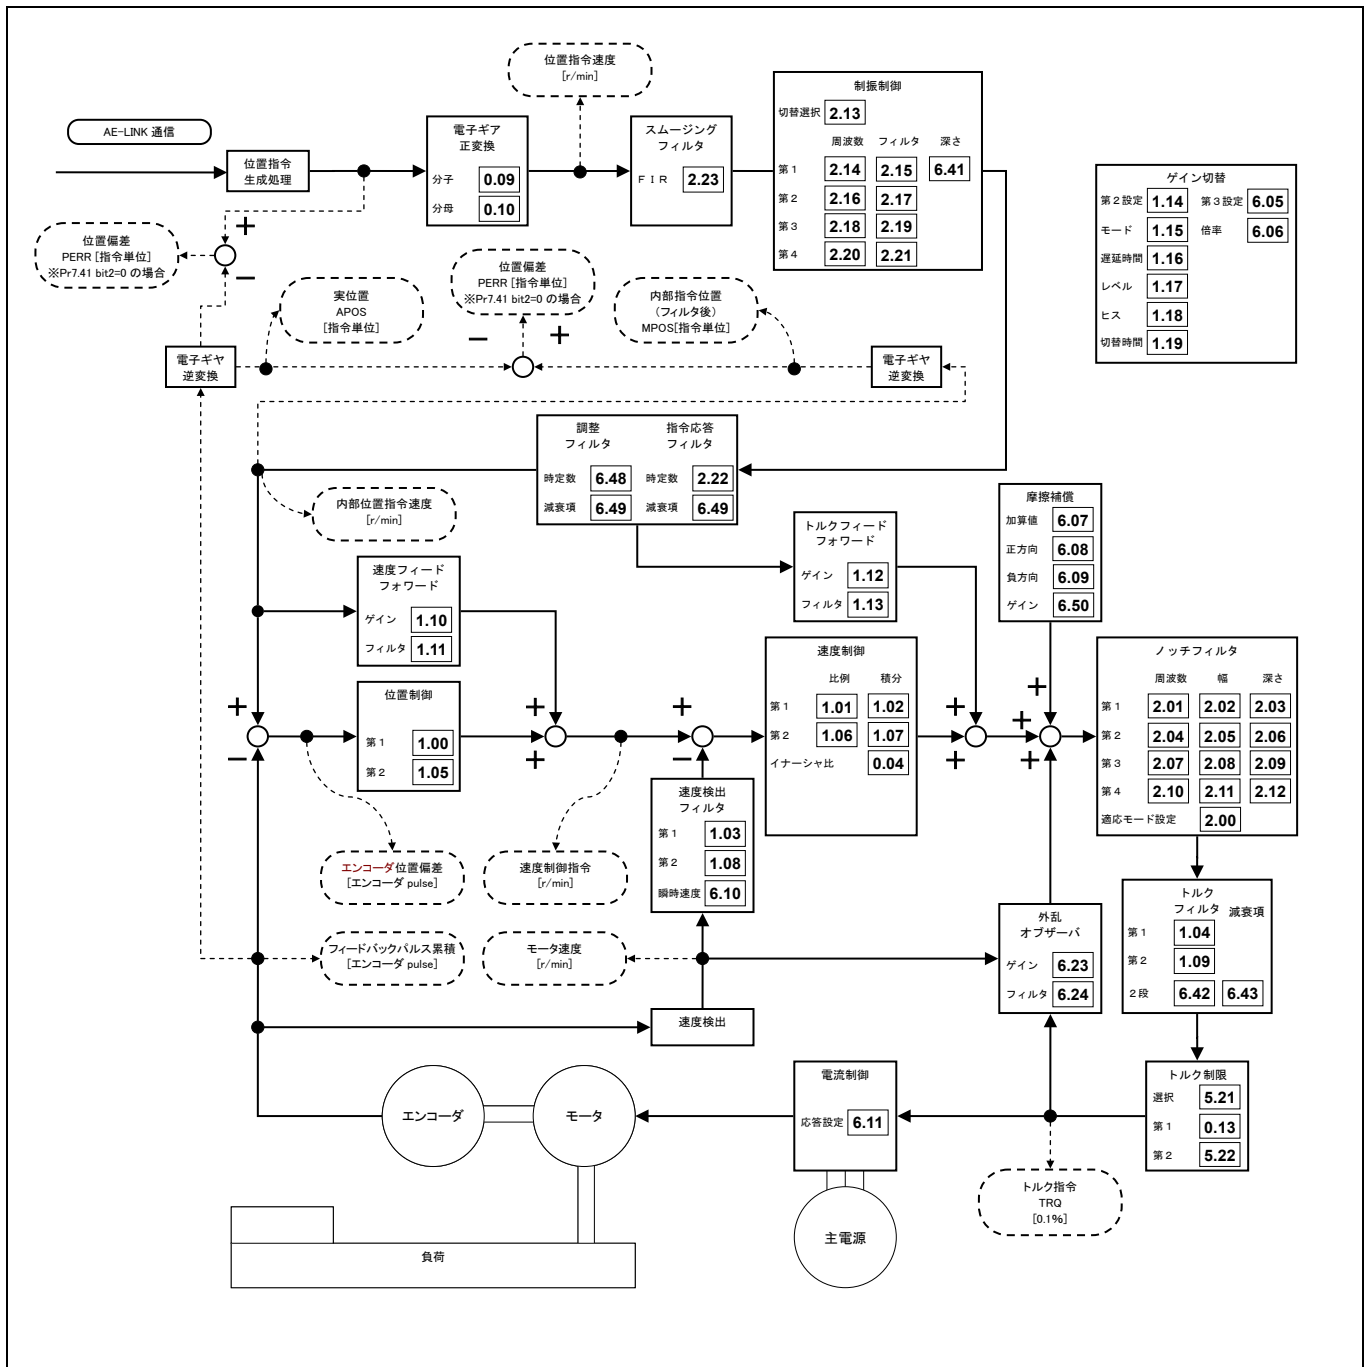 位置指令速度
[r/min]
AE-LINK 通信
位置指令
生成処理
電子ギア
正変換
分子 0.09
分母 0.10
スムージング
フィルタ
ＦＩＲ 2.23
制振制御
切替選択 2.13
周波数 フィルタ 深さ
第１ 2.14 2.15 6.41
第２ 2.16 2.17
第３ 2.18 2.19
第４ 2.20 2.21
ゲイン切替
第２設定 1.14 第３設定 6.05
モード 1.15 倍率 6.06
遅延時間 1.16
レベル 1.17
ヒス 1.18
切替時間 1.19
＋
－
位置偏差
PERR [指令単位]
※Pr7.41 bit2=0 の場合
実位置
APOS
[指令単位]
位置偏差
PERR [指令単位]
※Pr7.41 bit2=0 の場合
－ ＋
内部指令位置
（フィルタ後）
MPOS[指令単位]
電子ギヤ
逆変換
電子ギヤ
逆変換
調整
フィルタ
指令応答
フィルタ
時定数 6.48 時定数 2.22
減衰項 6.49 減衰項 6.49
内部位置指令速度
[r/min]
トルクフィード
フォワード
ゲイン 1.12
フィルタ 1.13
摩擦補償
加算値 6.07
正方向 6.08
負方向 6.09
ゲイン 6.50
速度フィード
フォワード
ゲイン 1.10
フィルタ 1.11
＋
－
位置制御
第１ 1.00
第２ 1.05
＋
＋
＋
－
速度制御
比例 積分
第１ 1.01 1.02
第２ 1.06 1.07
イナーシャ比 0.04
＋
＋
＋
＋
＋
ノッチフィルタ
周波数 幅 深さ
第１ 2.01 2.02 2.03
第２ 2.04 2.05 2.06
第３ 2.07 2.08 2.09
第４ 2.10 2.11 2.12
適応モード設定 2.00
速度検出
フィルタ
第１ 1.03
第２ 1.08
瞬時速度 6.10
エンコーダ位置偏差
[エンコーダ pulse]
速度制御指令
[r/min]
フィードバックパルス累積
[エンコーダ pulse]
モータ速度
[r/min]
外乱
オブザーバ
ゲイン 6.23
フィルタ 6.24
トルク
フィルタ 減衰項
第１ 1.04
第２ 1.09
２段 6.42 6.43
速度検出
エンコーダ
モータ
電流制御
応答設定 6.11
トルク制限
選択 5.21
第１ 0.13
第２ 5.22
トルク指令
TRQ
[0.1%]
主電源
負荷